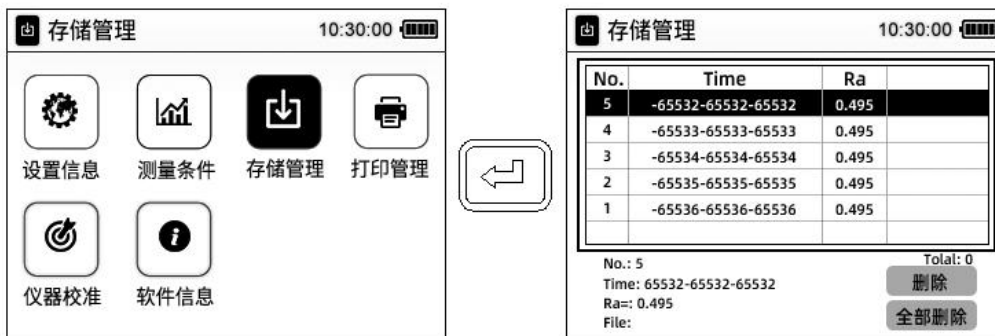 存储管理 10:30:00
设置信息 测量条件 存储管理 打印管理
仪器校准 软件信息
存储管理 10:30:00
No. Time Ra
5 -65532-65532-65532 0.495
4 -65533-65533-65533 0.495
3 -65534-65534-65534 0.495
2 -65535-65535-65535 0.495
1 -65536-65536-65536 0.495
No.: 5 Tolal: 0
Time: 65532-65532-65532 删除
Ra=: 0.495
File: 全部删除